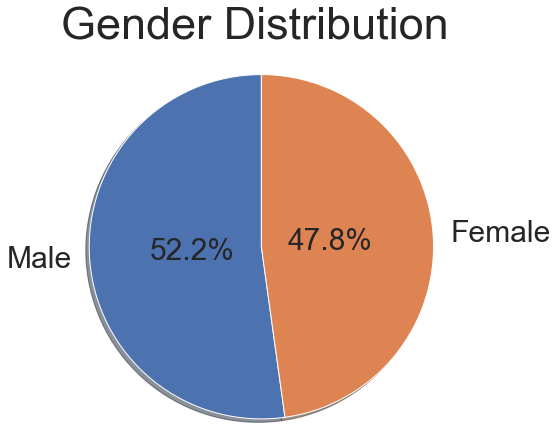 Gender Distribution
Female
47.8%
52.2%
Male